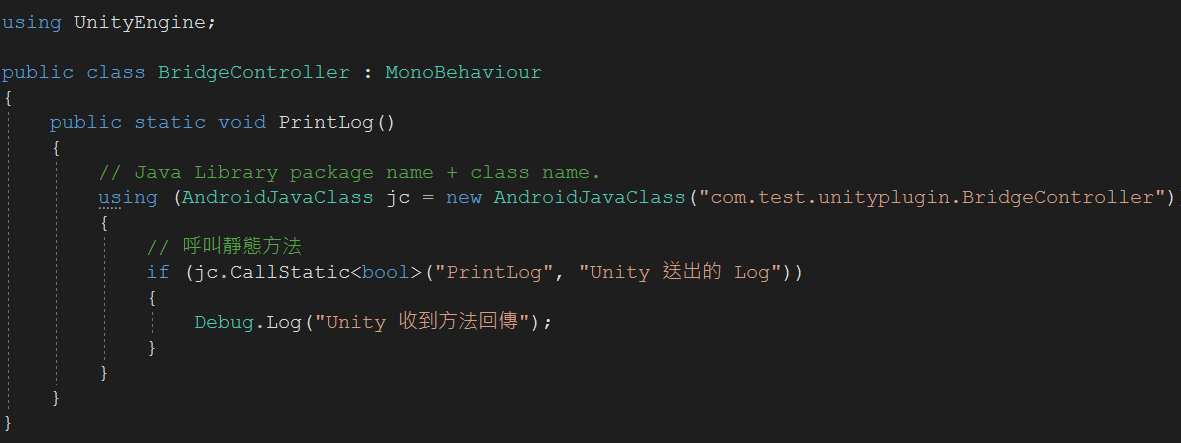 using UnityEngine;
public class BridgeController : MonoBehaviour
{
public static void PrintLog()
{
// Java Library package name + class name.
using (AndroidJavaClass jc = new AndroidJavaClass("com.test.unityplugin.BridgeController")
{
// 呼叫靜態方法
if (jc.CallStatic<bool>("PrintLog", "Unity 送出的 Log"))
{
Debug.Log("Unity 收到方法回傳");
}
}
}
}